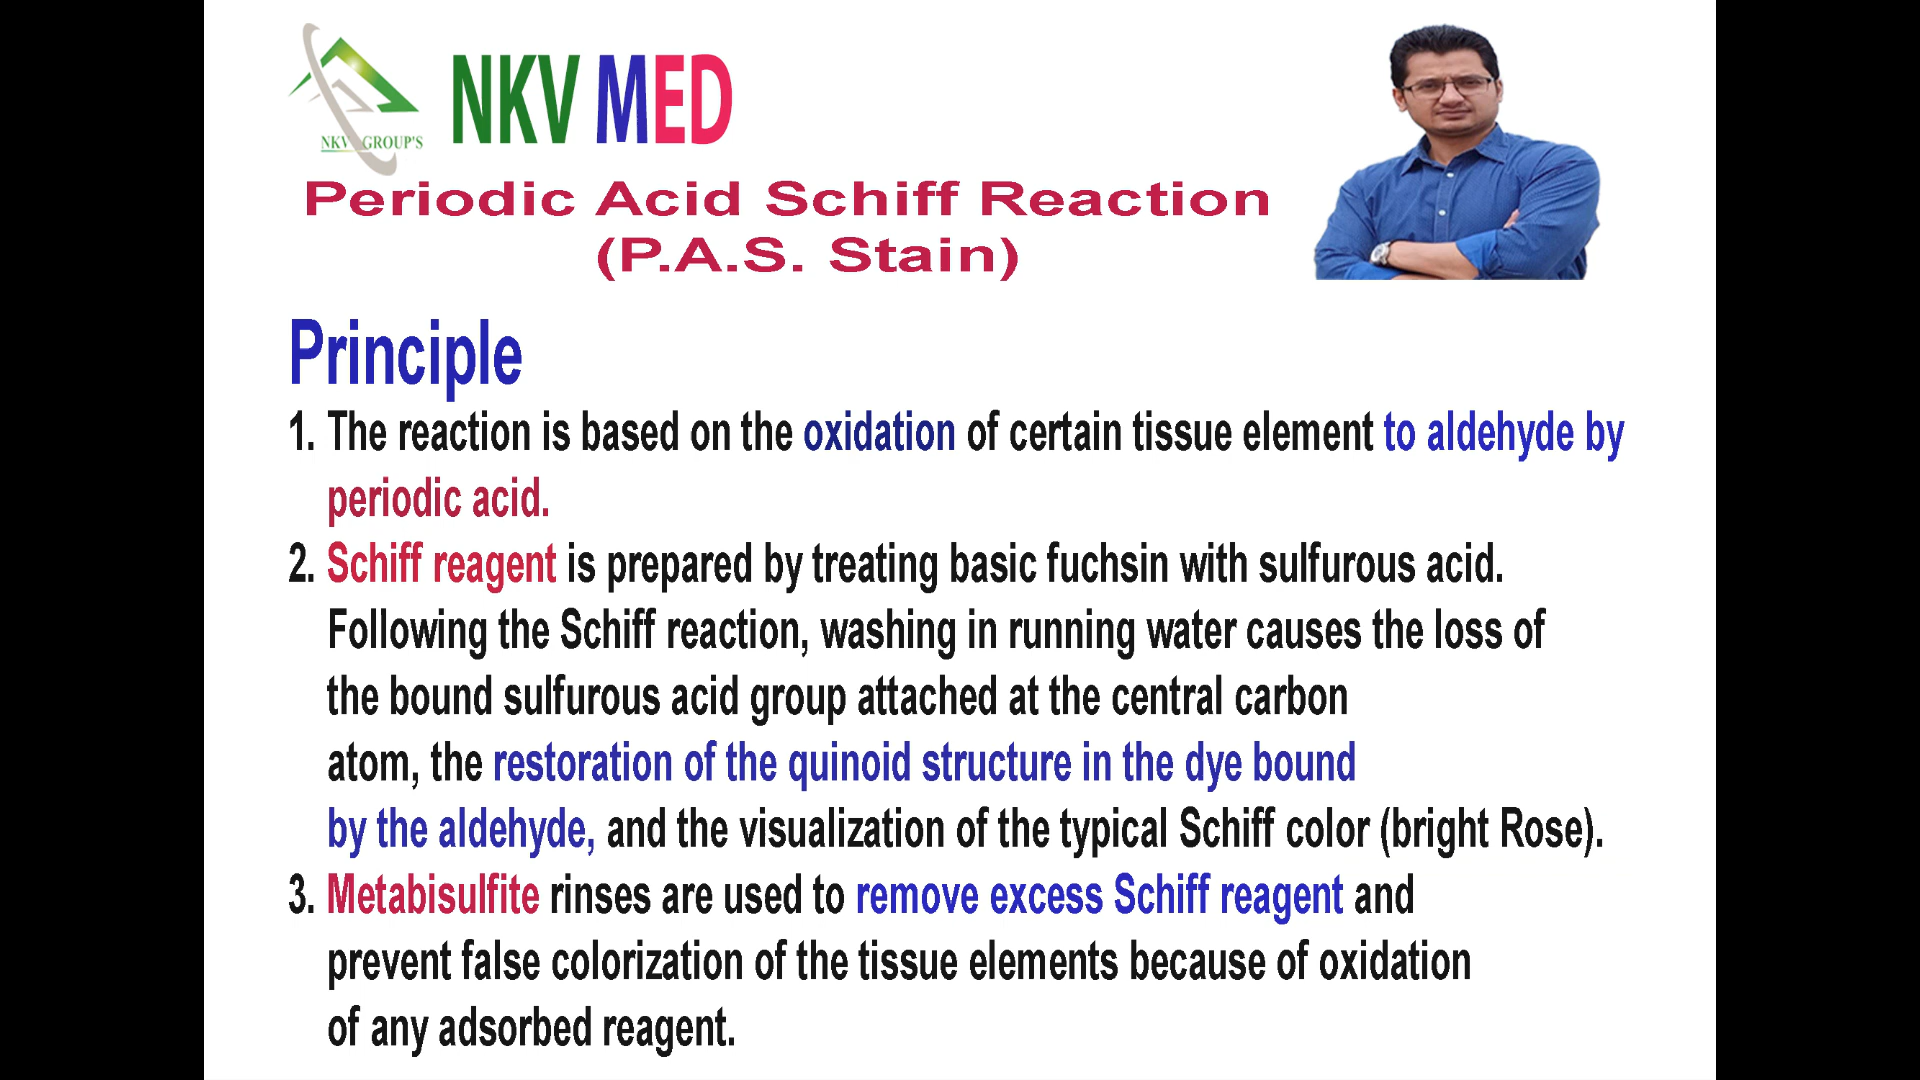 NKV GROUP'S
NKV MED
Periodic Acid Schiff Reaction
(P.A.S. Stain)
Principle
1. The reaction is based on the oxidation of certain tissue element to aldehyde by
periodic acid.
2. Schiff reagent is prepared by treating basic fuchsin with sulfurous acid.
Following the Schiff reaction, washing in running water causes the loss of
the bound sulfurous acid group attached at the central carbon
atom, the restoration of the quinoid structure in the dye bound
by the aldehyde, and the visualization of the typical Schiff color (bright Rose).
3. Metabisulfite rinses are used to remove excess Schiff reagent and
prevent false colorization of the tissue elements because of oxidation
of any adsorbed reagent.